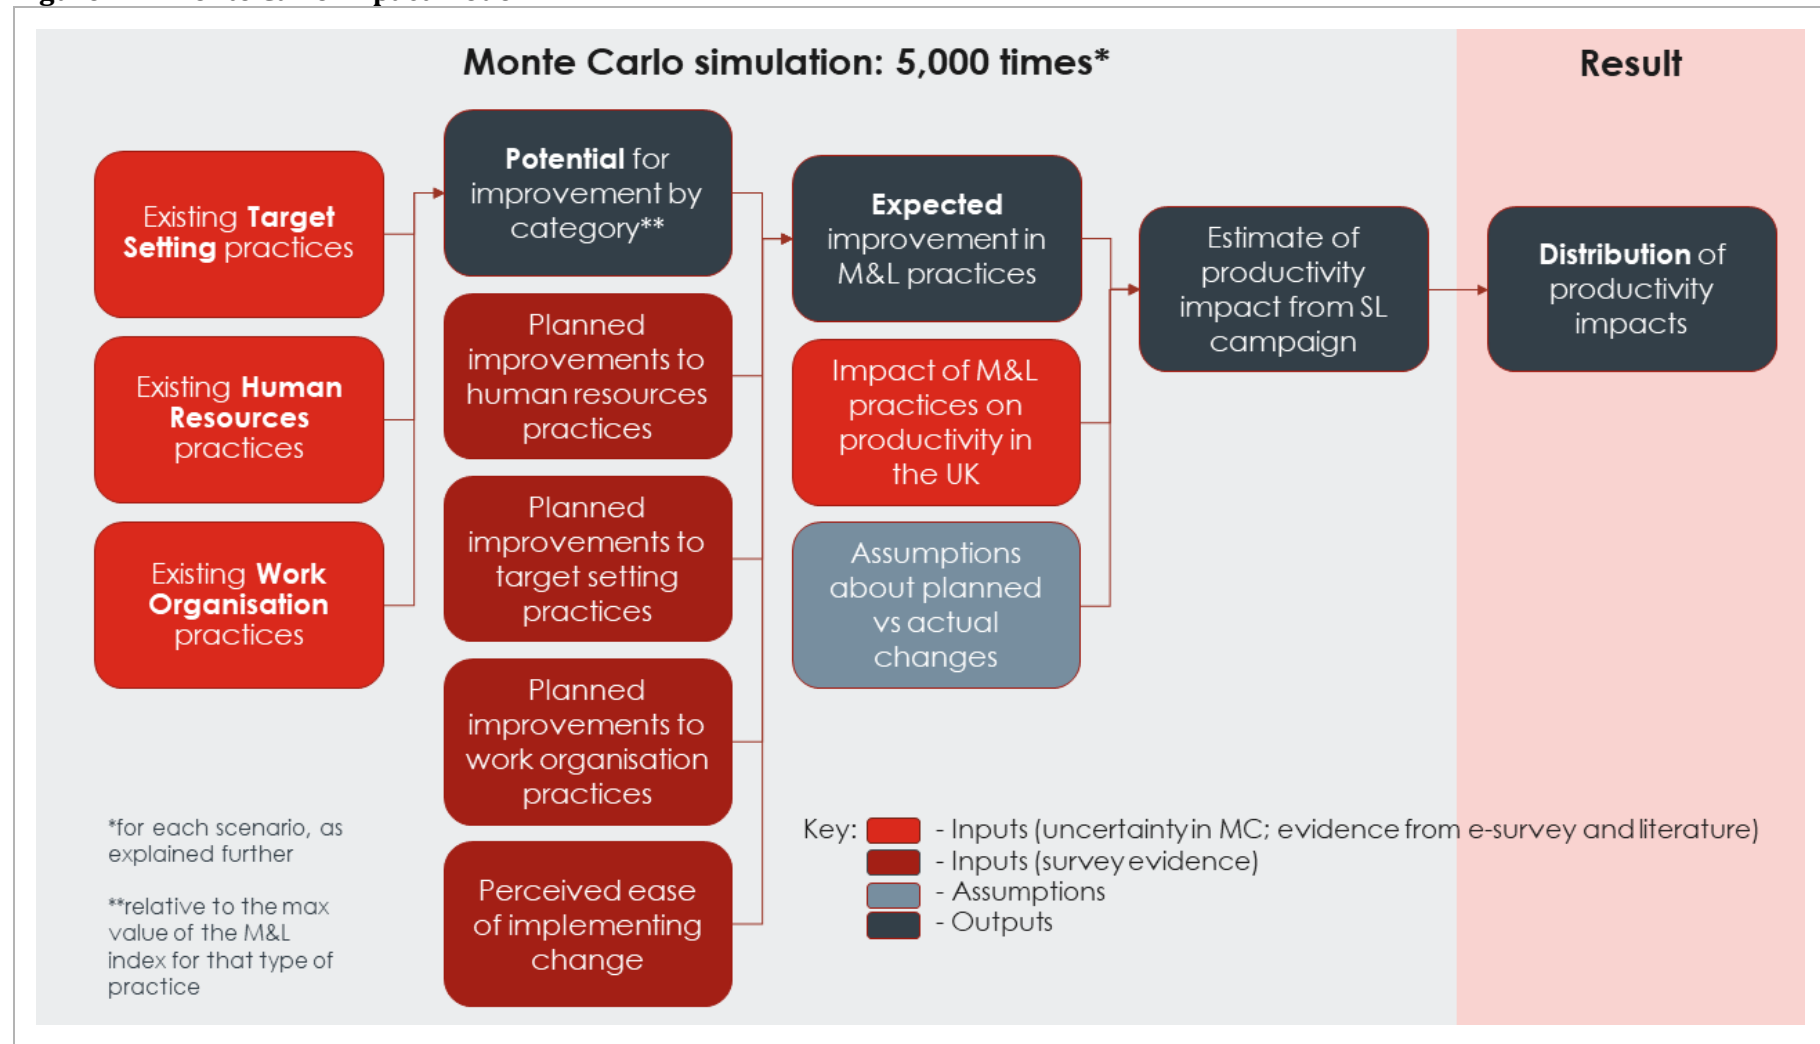 Monte Carlo simulation: 5,000 times*
Result
Existing Target
Setting practices
Existing Human
Resources
practices
Existing Work
Organisation
practices
Potential for
improvement by
category**
Planned
improvements to
human resources
practices
Planned
improvements to
target setting
practices
Planned
improvements to
work organisation
practices
Perceived ease
of implementing
change
Expected
improvement in
M&L practices
Impact of M&L
practices on
productivity in
the UK
Assumptions
about planned
vs actual
changes
Estimate of
productivity
impact from SL
campaign
Distribution of
productivity
impacts
*for each scenario, as
explained further
**relative to the max
value of the M&L
index for that type of
practice
Key:
- Inputs (uncertainty in MC; evidence from e-survey and literature)
- Inputs (survey evidence)
- Assumptions
- Outputs